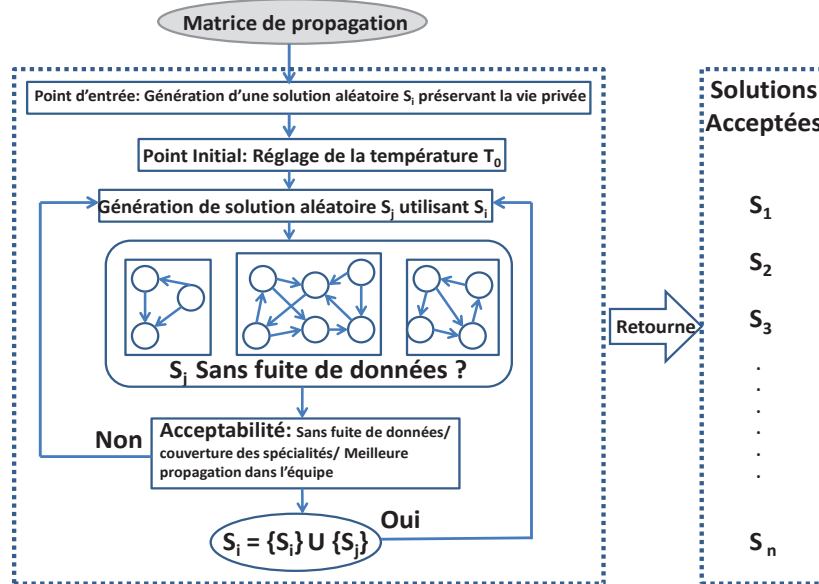 Matrice de propagation
Point d'entrée: Génération d'une solution aléatoire Si préservant la vie privée
Point Initial: Réglage de la température T0
Génération de solution aléatoire Sj utilisant Si
Sj Sans fuite de données ?
Non
Acceptabilité: Sans fuite de données/
couverture des spécialités/ Meilleure
propagation dans l'équipe
Oui
Si = {Si} U {Sj}
Retourne
Solutions
Acceptées
S1
S2
S3
.
.
.
.
.
.
Sn